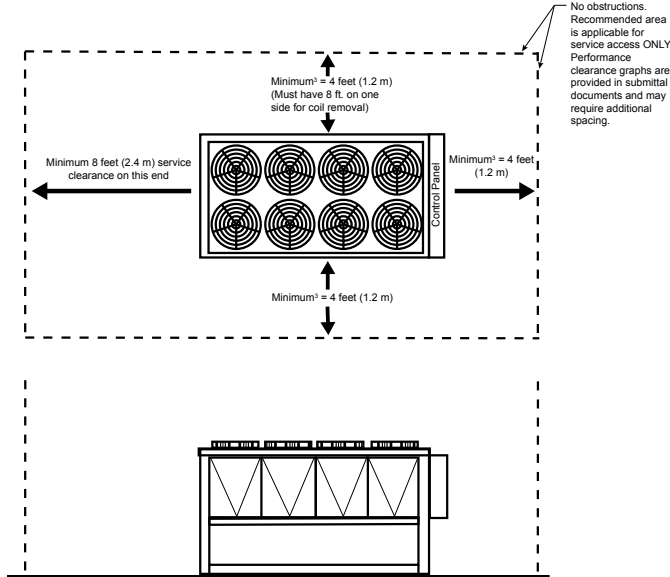 No obstructions.
Recommended area
is applicable for
service access ONLY
Performance
clearance graphs are
provided in submittal
documents and may
require additional
spacing.
Minimum³ = 4 feet (1.2 m)
(Must have 8 ft. on one
side for coil removal)
Minimum 8 feet (2.4 m) service
clearance on this end
Control Panel
Minimum³ = 4 feet
(1.2 m)
Minimum³ = 4 feet (1.2 m)